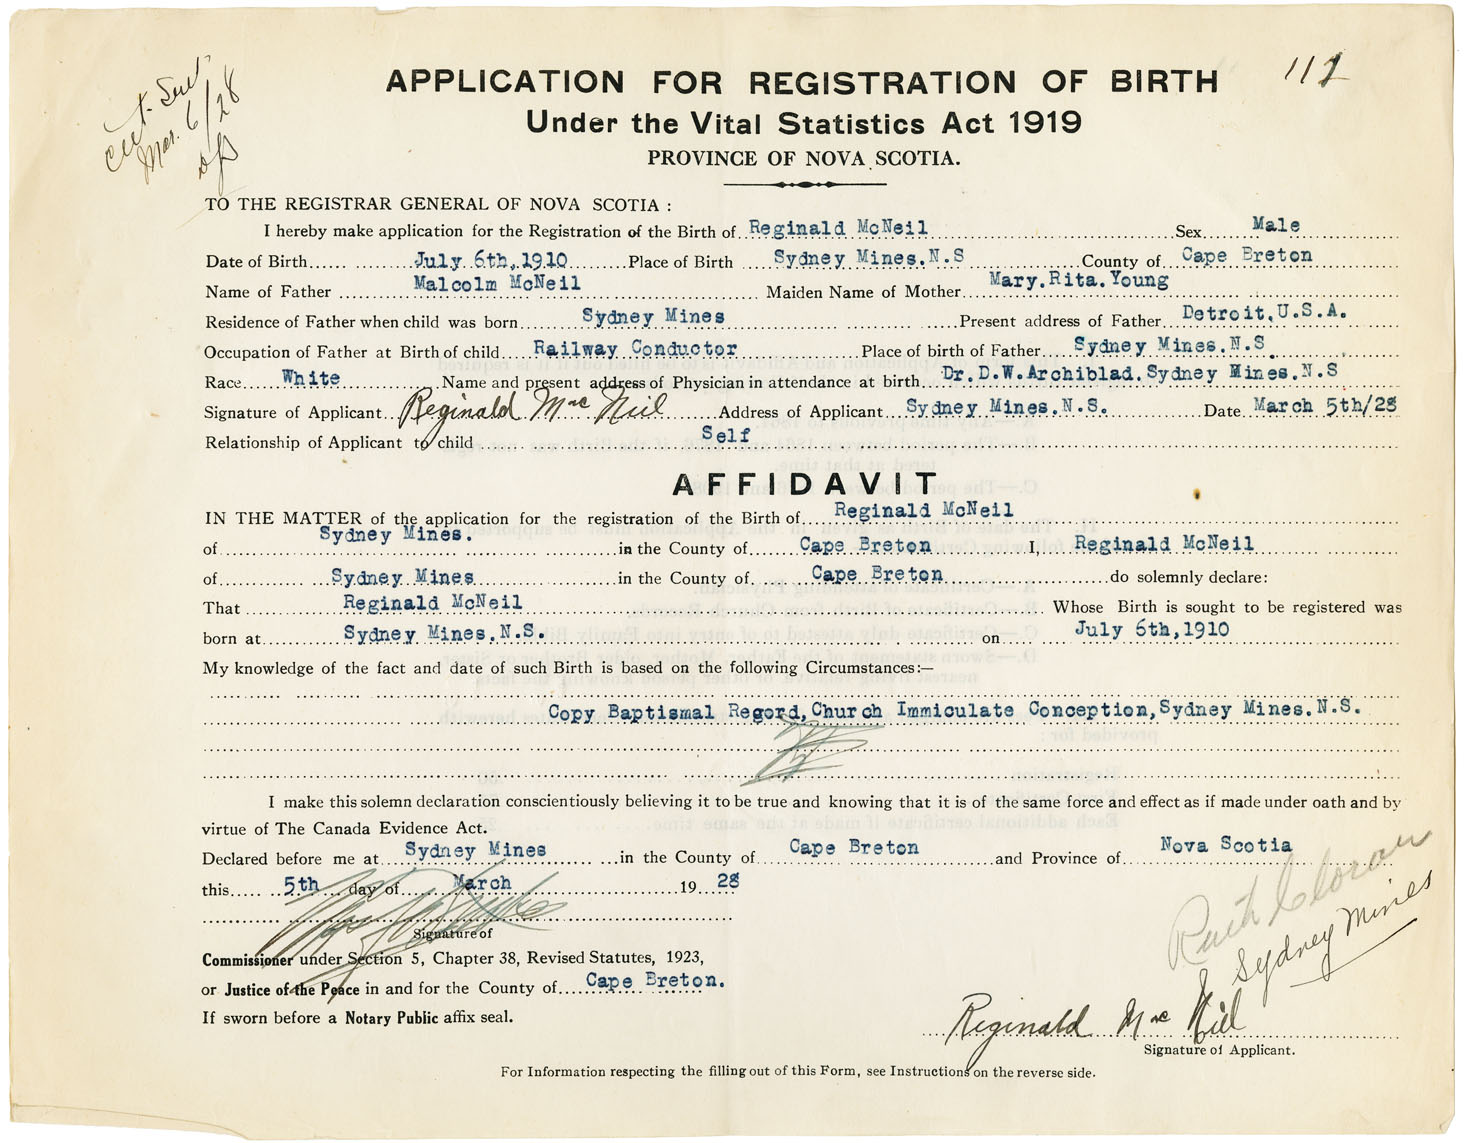 Cert. Sent
Mar. 6/28
112
APPLICATION FOR REGISTRATION OF BIRTH
Under the Vital Statistics Act 1919
PROVINCE OF NOVA SCOTIA.
TO THE REGISTRAR GENERAL OF NOVA SCOTIA :
I hereby make application for the Registration of the Birth of Reginald McNeil Sex Male
Date of Birth July 6th,1910 Place of Birth Sydney Mines.N.S County of Cape Breton
Name of Father Malcolm McNeil Maiden Name of Mother Mary.Rita.Young
Residence of Father when child was born Sydney Mines Present address of Father Detroit,U.S.A.
Occupation of Father at Birth of child Railway Conductor Place of birth of Father Sydney Mines.N.S.
Race White Name and present address of Physician in attendance at birth Dr.D.W.Archiblad.Sydney Mines.N.S
Signature of Applicant Reginald MacNeil Address of Applicant Sydney Mines.N.S. Date March 5th/28
Relationship of Applicant to child Self
AFFIDAVIT
IN THE MATTER of the application for the registration of the Birth of Reginald McNeil
of Sydney Mines. in the County of Cape Breton I, Reginald McNeil
of Sydney Mines in the County of Cape Breton do solemnly declare:
That Reginald McNeil Whose Birth is sought to be registered was
born at Sydney Mines.N.S. on July 6th,1910
My knowledge of the fact and date of such Birth is based on the following Circumstances:—
Copy Baptismal Regord,Church Immiculate Conception,Sydney Mines.N.S.
I make this solemn declaration conscientiously believing it to be true and knowing that it is of the same force and effect as if made under oath and by
virtue of The Canada Evidence Act.
Declared before me at Sydney Mines in the County of Cape Breton and Province of Nova Scotia
this 5th day of March 19 28
Signature of
Commissioner under Section 5, Chapter 38, Revised Statutes, 1923,
or Justice of the Peace in and for the County of Cape Breton.
If sworn before a Notary Public affix seal.
Ruth Cloran
Sydney Mines
Reginald MacNeil
Signature of Applicant.
For Information respecting the filling out of this Form, see Instructions on the reverse side.